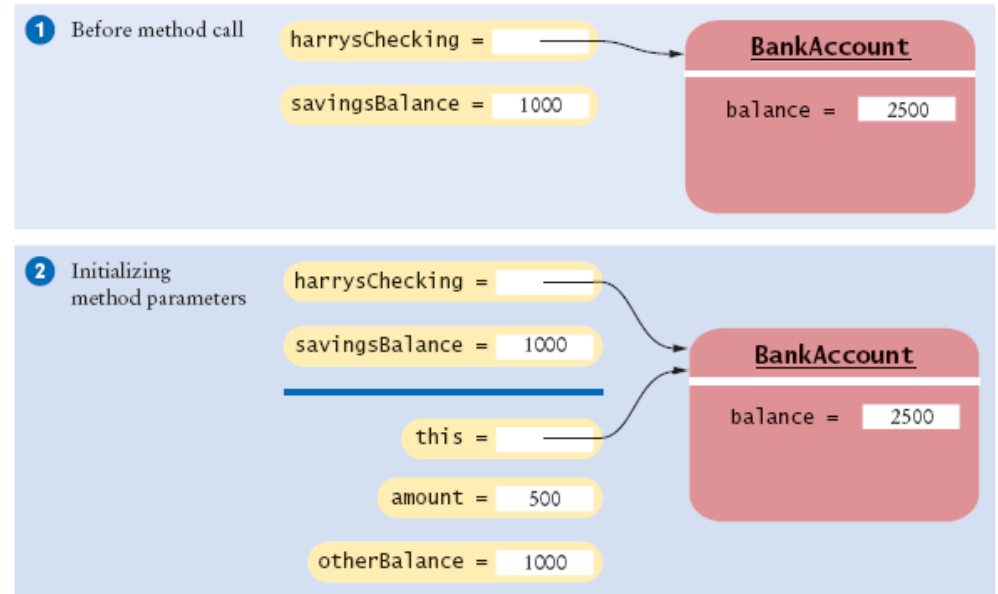 1 Before method call
harrysChecking =
BankAccount
savingsBalance = 1000
balance = 2500
2 Initializing
method parameters
harrysChecking =
savingsBalance = 1000
BankAccount
this =
balance = 2500
amount = 500
otherBalance = 1000